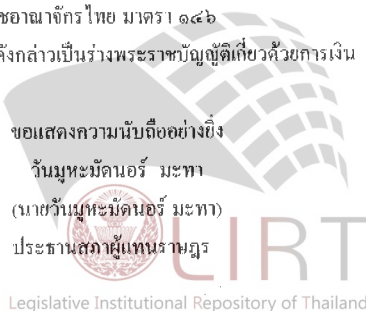 ชอาณาจักรไทย มาตรา ๑๔๖
ดังกล่าวเป็นร่างพระราชบัญญัติเกี่ยวด้วยการเงิน
ขอแสดงความนับถืออย่างยิ่ง
วันมูหะมัดนอร์ มะทา
(นายวันมูหะมัดนอร์ มะทา)
ประธานสภาผู้แทนราษฎร
LIRT
Legislative Institutional Repository of Thailand